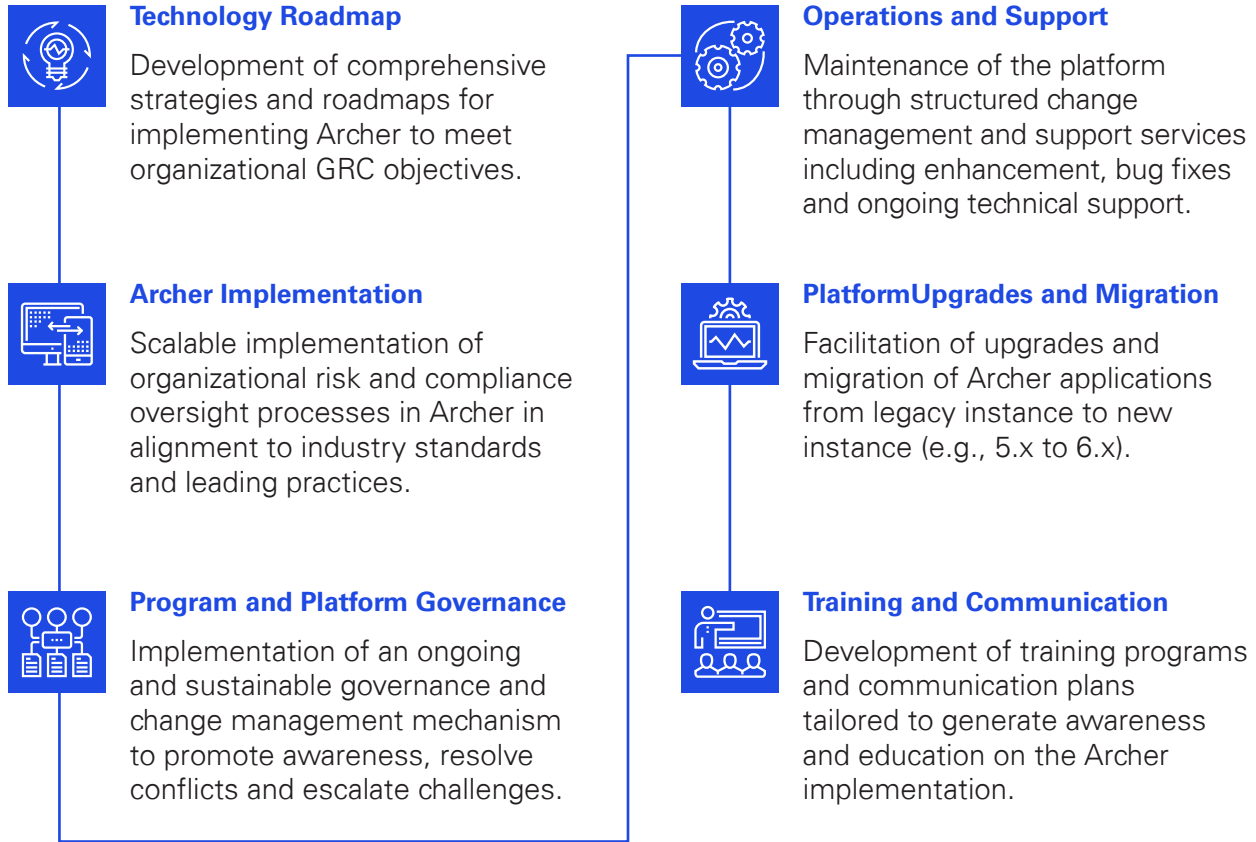 Technology Roadmap
Development of comprehensive
strategies and roadmaps for
implementing Archer to meet
organizational GRC objectives.
Archer Implementation
Scalable implementation of
organizational risk and compliance
oversight processes in Archer in
alignment to industry standards
and leading practices.
Program and Platform Governance
Implementation of an ongoing
and sustainable governance and
change management mechanism
to promote awareness, resolve
conflicts and escalate challenges.
Operations and Support
Maintenance of the platform
through structured change
management and support services
including enhancement, bug fixes
and ongoing technical support.
PlatformUpgrades and Migration
Facilitation of upgrades and
migration of Archer applications
from legacy instance to new
instance (e.g., 5.x to 6.x).
Training and Communication
Development of training programs
and communication plans
tailored to generate awareness
and education on the Archer
implementation.